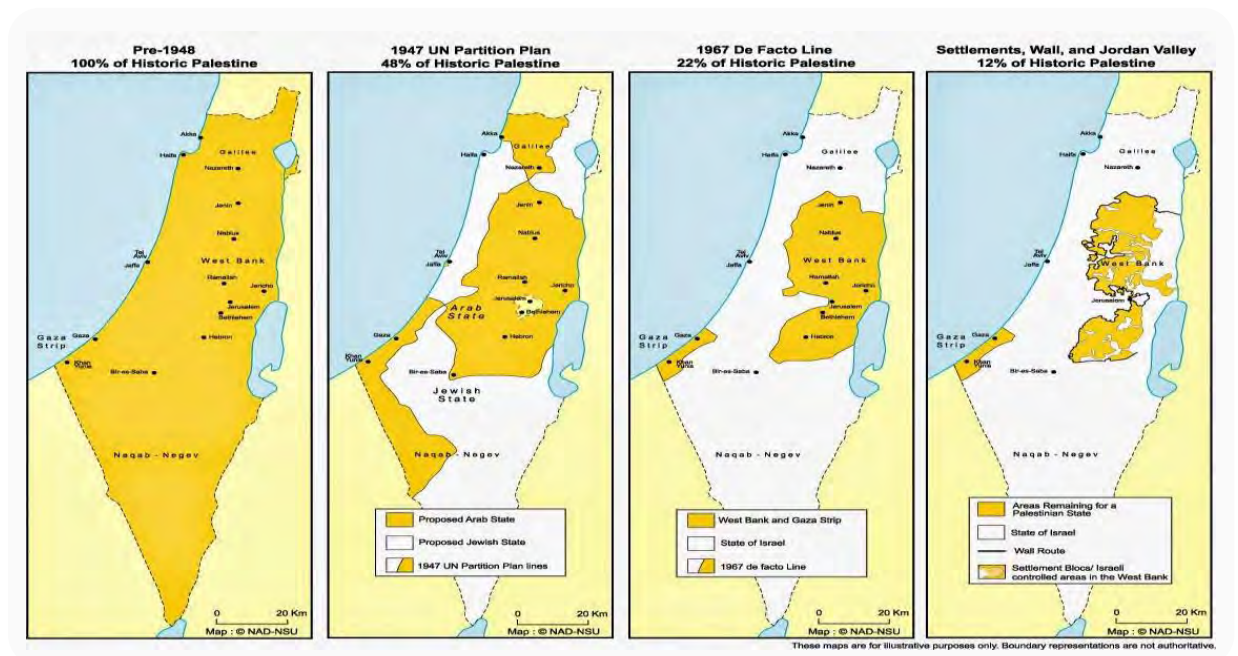 Pre-1948
100% of Historic Palestine
Akka
Haifa
Galilee
Nazareth
Jenin
Nablus
Tel
Aviv
Jaffa
West Bank
Ramallah
Jericho
Jerusalem
Bethlehem
Gaza
Gaza
Strip
Hebron
Khan
Yunis
Bir-es-Saba
Naqab - Negev
0 20 Km
Map : © NAD-NSU
1947 UN Partition Plan
48% of Historic Palestine
Akka
Galilee
Haifa
Nazareth
Jenin
Nablus
Tel
Aviv
Jaffa
Ramallah
Jericho
Jerusalem
Arab
State
Bethlehem
Gaza
Hebron
Khan
Yunis
Bir-es-Saba
Jewish
State
Naqab - Negev
Proposed Arab State
Proposed Jewish State
1947 UN Partition Plan lines
0 20 Km
Map : © NAD-NSU
1967 De Facto Line
22% of Historic Palestine
Akka
Galilee
Haifa
Nazareth
Jenin
Nablus
Tel
Aviv
Jaffa
West Bank
Ramallah
Jericho
Jerusalem
Bethlehem
Gaza
Gaza
Strip
Hebron
Khan
Yunis
Bir-es-Saba
Naqab - Negev
West Bank and Gaza Strip
State of Israel
1967 de facto Line
0 20 Km
Map : © NAD-NSU
Settlements, Wall, and Jordan Valley
12% of Historic Palestine
Akka
Galilee
Haifa
Nazareth
Tel
Aviv
Jaffa
West Bank
Jerusalem
Gaza
Gaza
Strip
Khan
Yunis
Bir-es-Saba
Naqab - Negev
Areas Remaining for a
Palestinian State
State of Israel
Wall Route
Settlement Blocs/ Israeli
controlled areas in the West Bank
0 20 Km
Map : © NAD-NSU
These maps are for illustrative purposes only. Boundary representations are not authoritative.